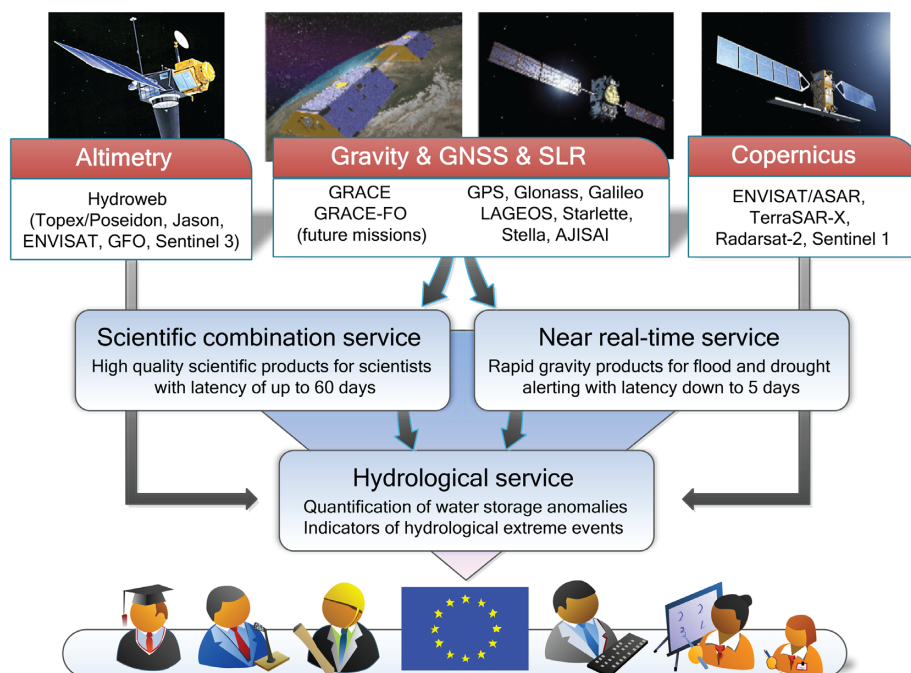 Altimetry
Hydroweb
(Topex/Poseidon, Jason,
ENVISAT, GFO, Sentinel 3)
Gravity & GNSS & SLR
GRACE
GRACE-FO
(future missions)
GPS, Glonass, Galileo
LAGEOS, Starlette,
Stella, AJISAI
Copernicus
ENVISAT/ASAR,
TerraSAR-X,
Radarsat-2, Sentinel 1
Scientific combination service
High quality scientific products for scientists
with latency of up to 60 days
Near real-time service
Rapid gravity products for flood and drought
alerting with latency down to 5 days
Hydrological service
Quantification of water storage anomalies
Indicators of hydrological extreme events